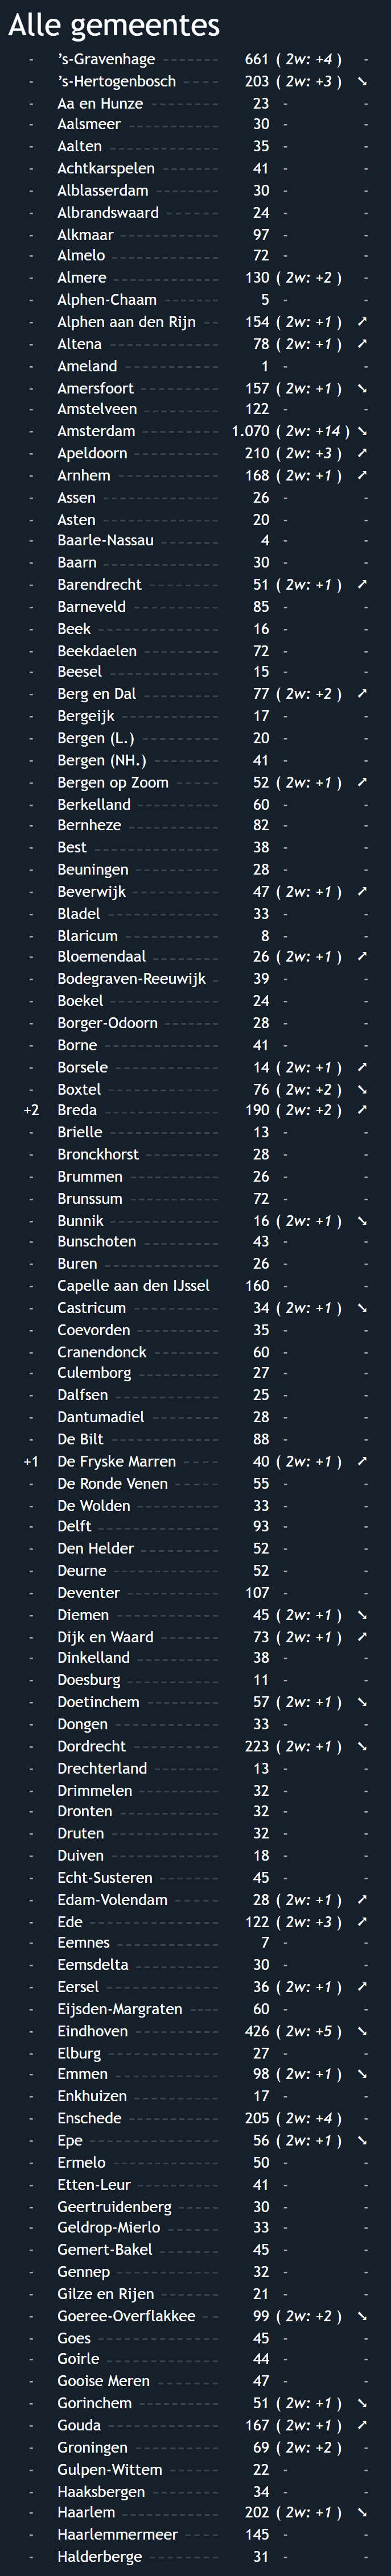 Alle gemeentes
- ’s-Gravenhage ------- 661 ( 2w: +4 ) -
- ’s-Hertogenbosch ----- 203 ( 2w: +3 ) ➘
- Aa en Hunze -------- 23 - -
- Aalsmeer ---------- 30 - -
- Aalten ------------ 35 - -
- Achtkarspelen ------- 41 - -
- Alblasserdam -------- 30 - -
- Albrandswaard ------- 24 - -
- Alkmaar ----------- 97 - -
- Almelo ------------ 72 - -
- Almere ------------ 130 ( 2w: +2 ) -
- Alphen-Chaam ------- 5 - -
- Alphen aan den Rijn -- 154 ( 2w: +1 ) ➚
- Altena ------------ 78 ( 2w: +1 ) ➚
- Ameland ----------- 1 - -
- Amersfoort --------- 157 ( 2w: +1 ) ➘
- Amstelveen --------- 122 - -
- Amsterdam --------- 1.070 ( 2w: +14 ) ➘
- Apeldoorn ---------- 210 ( 2w: +3 ) ➚
- Arnhem ------------ 168 ( 2w: +1 ) ➚
- Assen ------------- 26 - -
- Asten ------------- 20 - -
- Baarle-Nassau ------- 4 - -
- Baarn ------------- 30 - -
- Barendrecht -------- 51 ( 2w: +1 ) ➚
- Barneveld ---------- 85 - -
- Beek -------------- 16 - -
- Beekdaelen --------- 72 - -
- Beesel ------------ 15 - -
- Berg en Dal --------- 77 ( 2w: +2 ) ➚
- Bergeijk ----------- 17 - -
- Bergen (L.) --------- 20 - -
- Bergen (NH.) -------- 41 - -
- Bergen op Zoom ------ 52 ( 2w: +1 ) ➚
- Berkelland --------- 60 - -
- Bernheze ---------- 82 - -
- Best -------------- 38 - -
- Beuningen ---------- 28 - -
- Beverwijk ---------- 47 ( 2w: +1 ) ➚
- Bladel ------------ 33 - -
- Blaricum ----------- 8 - -
- Bloemendaal -------- 26 ( 2w: +1 ) ➚
- Bodegraven-Reeuwijk - 39 - -
- Boekel ------------ 24 - -
- Borger-Odoorn ------- 28 - -
- Borne ------------- 41 - -
- Borsele ----------- 14 ( 2w: +1 ) ➚
- Boxtel ------------ 76 ( 2w: +2 ) ➘
+2 Breda ------------- 190 ( 2w: +2 ) ➚
- Brielle ------------ 13 - -
- Bronckhorst -------- 28 - -
- Brummen ---------- 26 - -
- Brunssum ---------- 72 - -
- Bunnik ------------ 16 ( 2w: +1 ) ➘
- Bunschoten --------- 43 - -
- Buren ------------- 26 - -
- Capelle aan den IJssel 160 - -
- Castricum ---------- 34 ( 2w: +1 ) ➘
- Coevorden ---------- 35 - -
- Cranendonck -------- 60 - -
- Culemborg --------- 27 - -
- Dalfsen ----------- 25 - -
- Dantumadiel -------- 28 - -
- De Bilt ------------ 88 - -
+1 De Fryske Marren ---- 40 ( 2w: +1 ) ➚
- De Ronde Venen ----- 55 - -
- De Wolden --------- 33 - -
- Delft ------------- 93 - -
- Den Helder --------- 52 - -
- Deurne ------------ 52 - -
- Deventer ---------- 107 - -
- Diemen ----------- 45 ( 2w: +1 ) ➘
- Dijk en Waard ------- 73 ( 2w: +1 ) ➚
- Dinkelland --------- 38 - -
- Doesburg ---------- 11 - -
- Doetinchem -------- 57 ( 2w: +1 ) ➘
- Dongen ----------- 33 - -
- Dordrecht ---------- 223 ( 2w: +1 ) ➘
- Drechterland -------- 13 - -
- Drimmelen --------- 32 - -
- Dronten ----------- 32 - -
- Druten ------------ 32 - -
- Duiven ------------ 18 - -
- Echt-Susteren ------- 45 - -
- Edam-Volendam ----- 28 ( 2w: +1 ) ➚
- Ede -------------- 122 ( 2w: +3 ) ➚
- Eemnes ----------- 7 - -
- Eemsdelta ---------- 30 - -
- Eersel ------------ 36 ( 2w: +1 ) ➚
- Eijsden-Margraten ---- 60 - -
- Eindhoven ---------- 426 ( 2w: +5 ) ➘
- Elburg ------------ 27 - -
- Emmen ------------ 98 ( 2w: +1 ) ➘
- Enkhuizen ---------- 17 - -
- Enschede ---------- 205 ( 2w: +4 ) -
- Epe -------------- 56 ( 2w: +1 ) ➘
- Ermelo ------------ 50 - -
- Etten-Leur --------- 41 - -
- Geertruidenberg ----- 30 - -
- Geldrop-Mierlo ------ 33 - -
- Gemert-Bakel ------- 45 - -
- Gennep ----------- 32 - -
- Gilze en Rijen ------- 21 - -
- Goeree-Overflakkee -- 99 ( 2w: +2 ) ➘
- Goes ------------- 45 - -
- Goirle ------------ 44 - -
- Gooise Meren ------- 47 - -
- Gorinchem --------- 51 ( 2w: +1 ) ➘
- Gouda ------------ 167 ( 2w: +1 ) ➚
- Groningen ---------- 69 ( 2w: +2 ) -
- Gulpen-Wittem ------ 22 - -
- Haaksbergen -------- 34 - -
- Haarlem ----------- 202 ( 2w: +1 ) ➘
- Haarlemmermeer ---- 145 - -
- Halderberge -------- 31 - -